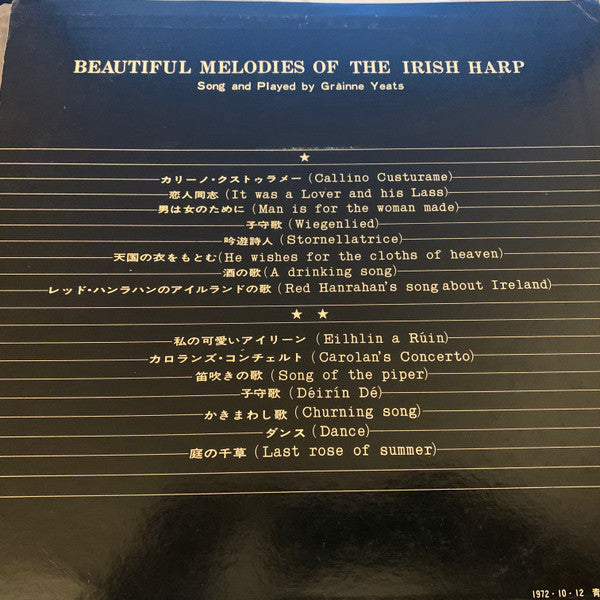 BEAUTIFUL MELODIES OF THE IRISH HARP
Song and Played by Gráinne Yeats
★
カリーノ・クストゥラメー (Callino Custurame)
恋人同志 (It was a Lover and his Lass)
男は女のために (Man is for the woman made)
子守歌 (Wiegenlied)
吟遊詩人 (Stornellatrice)
天国の衣をもとむ(He wishes for the cloths of heaven)
酒の歌(A drinking song)
レッド・ハンラハンのアイルランドの歌 (Red Hanrahan's song about Ireland)
★ ★
私の可愛いアイリーン (Eilhlin a Rúin)
カロランズ・コンチェルト (Carolan's Concerto)
笛吹きの歌 (Song of the piper)
子守歌 (Déirín Dé)
かきまわし歌 (Churning song)
ダンス (Dance)
庭の千草 (Last rose of summer)
1972・10・12 青